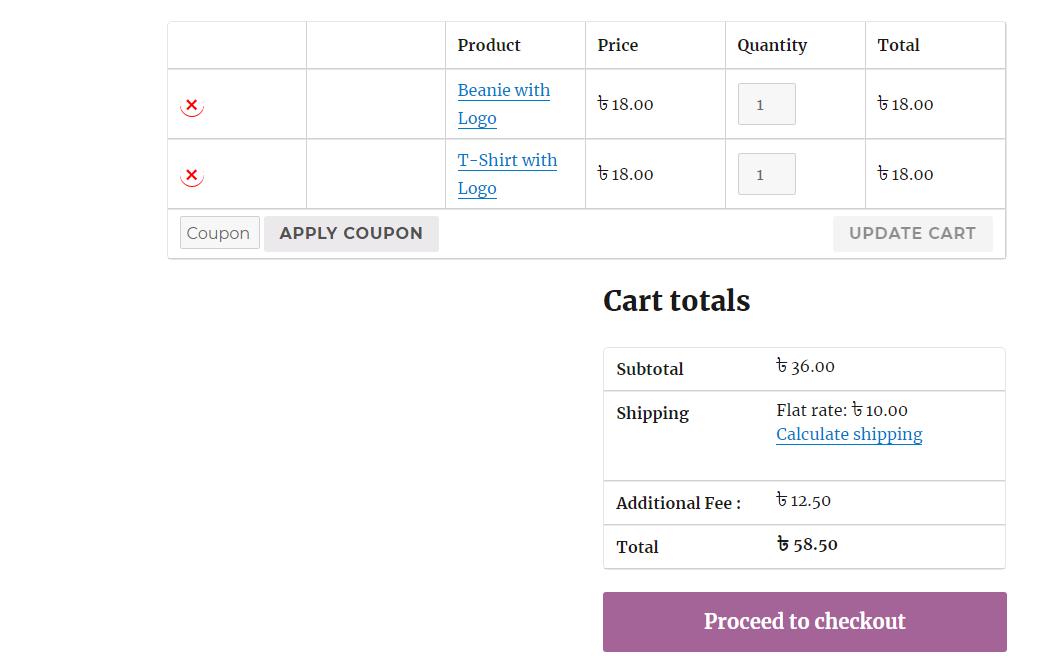 Product Price Quantity Total
Beanie with
Logo
৳ 18.00 1 ৳ 18.00
T-Shirt with
Logo
৳ 18.00 1 ৳ 18.00
Coupon APPLY COUPON UPDATE CART
Cart totals
Subtotal ৳ 36.00
Shipping Flat rate: ৳ 10.00
Calculate shipping
Additional Fee : ৳ 12.50
Total ৳ 58.50
Proceed to checkout